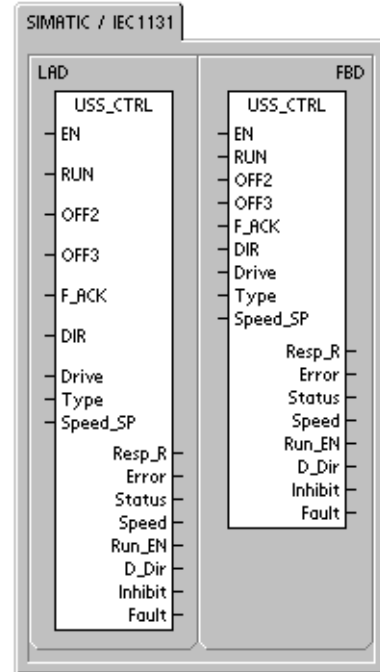 SIMATIC / IEC1131
LAD
USS_CTRL
EN
RUN
OFF2
OFF3
F_ACK
DIR
Drive
Type
Speed_SP
Resp_R
Error
Status
Speed
Run_EN
D_Dir
Inhibit
Fault
FBD
USS_CTRL
EN
RUN
OFF2
OFF3
F_ACK
DIR
Drive
Type
Speed_SP
Resp_R
Error
Status
Speed
Run_EN
D_Dir
Inhibit
Fault